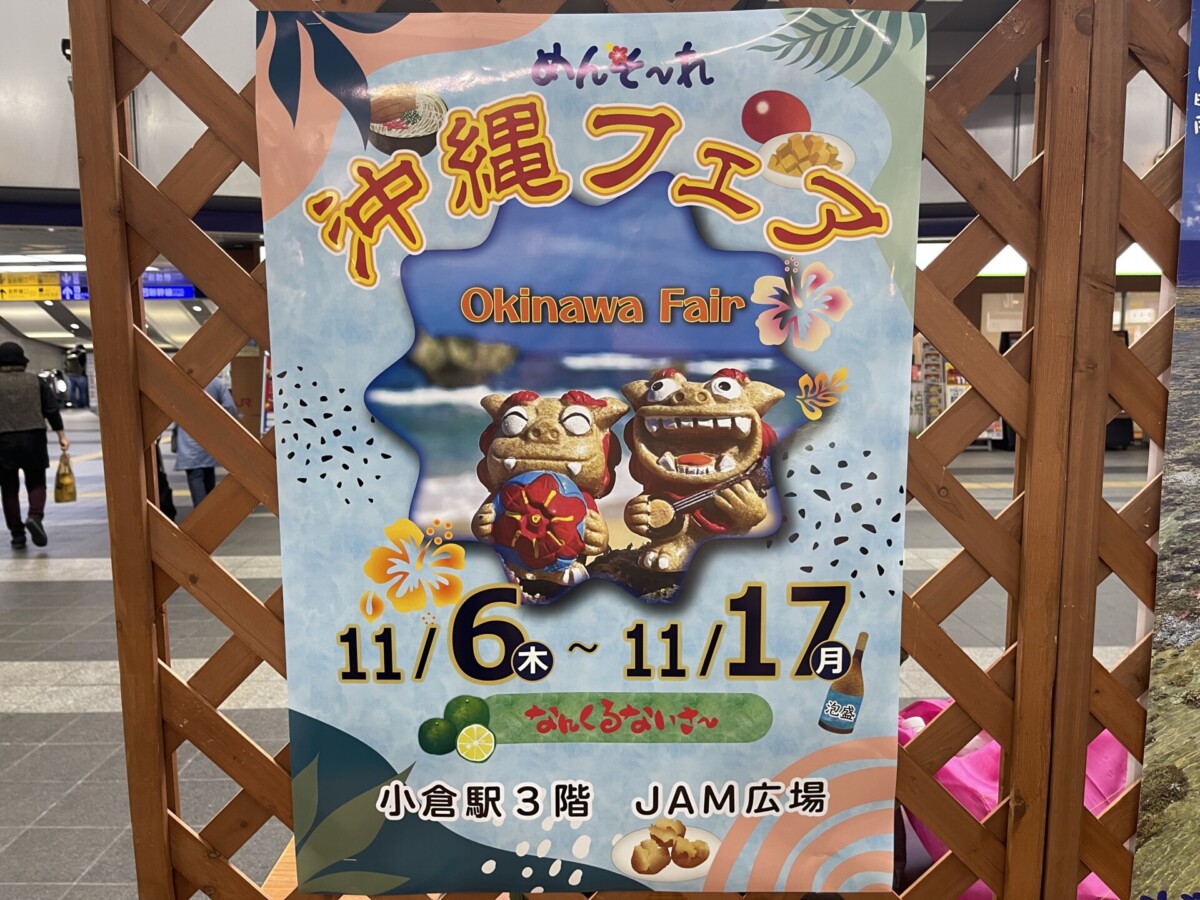 めんそ～れ
沖縄フェア
Okinawa Fair
11/6木～11/17月
泡盛
なんくるないさ～
小倉駅3階 JAM広場